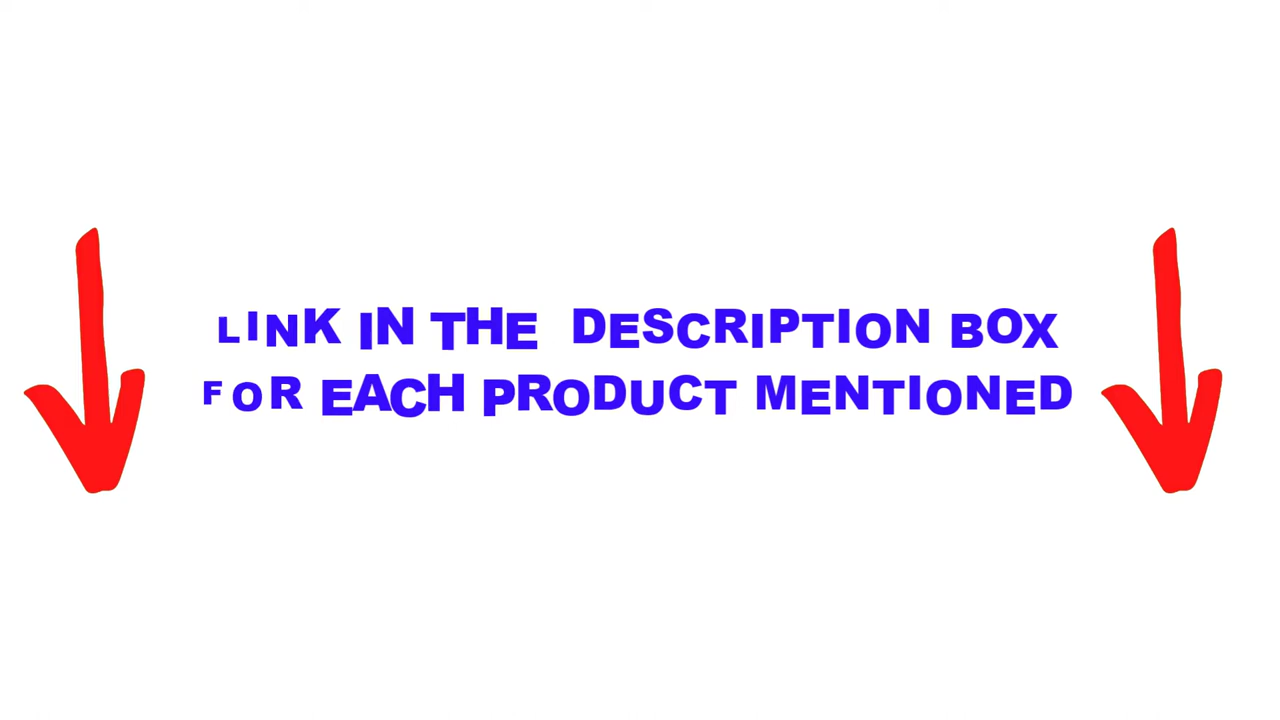 LINK IN THE DESCRIPTION BOX
FOR EACH PRODUCT MENTIONED